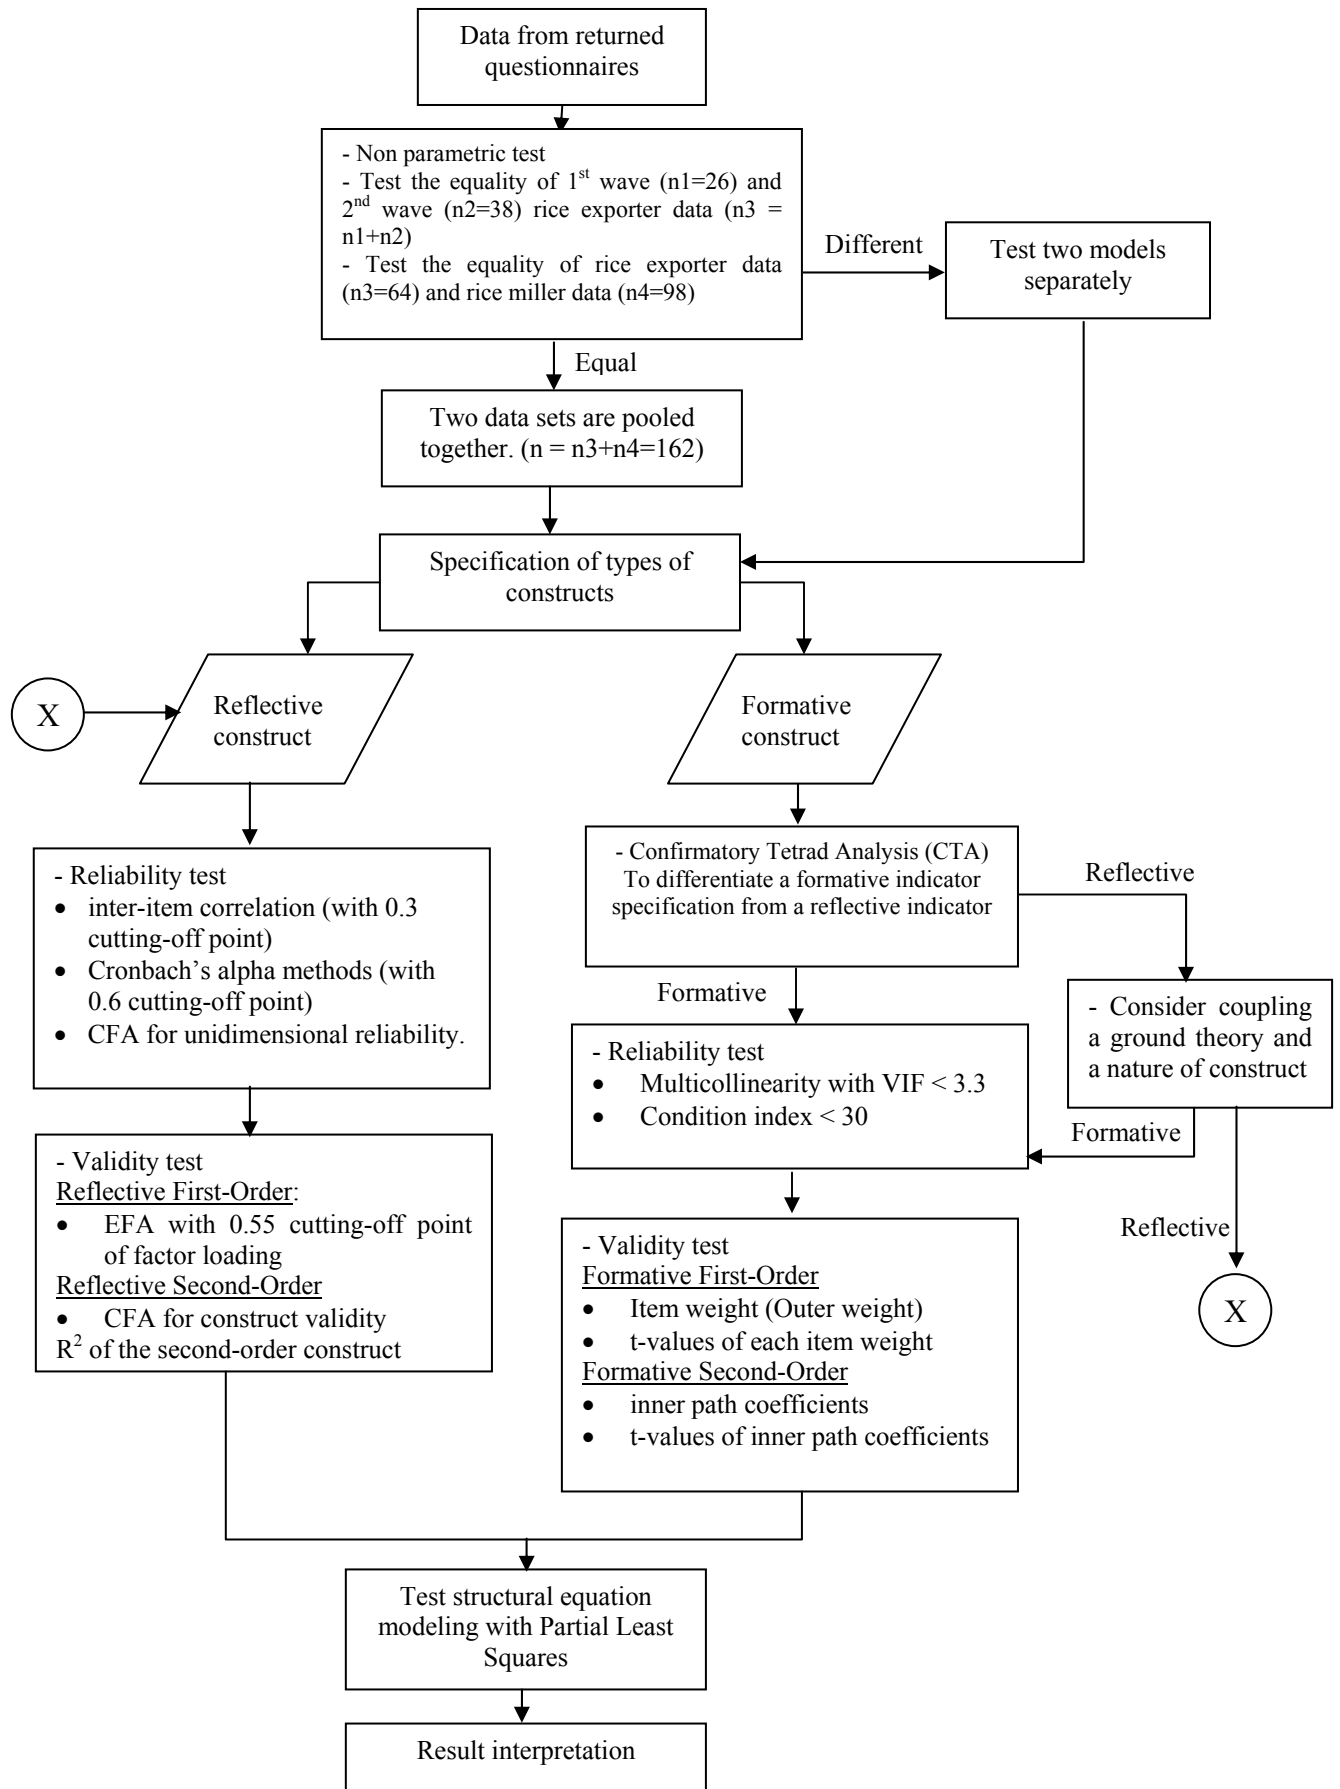 Data from returned
questionnaires
- Non parametric test
- Test the equality of 1st wave (n1=26) and
2nd wave (n2=38) rice exporter data (n3 =
n1+n2)
- Test the equality of rice exporter data
(n3=64) and rice miller data (n4=98)
Different
Test two models
separately
Equal
Two data sets are pooled
together. (n = n3+n4=162)
Specification of types of
constructs
X
Reflective
construct
Formative
construct
- Reliability test
• inter-item correlation (with 0.3
cutting-off point)
• Cronbach’s alpha methods (with
0.6 cutting-off point)
• CFA for unidimensional reliability.
- Confirmatory Tetrad Analysis (CTA)
To differentiate a formative indicator
specification from a reflective indicator
Reflective
Formative
- Consider coupling
a ground theory and
a nature of construct
- Reliability test
• Multicollinearity with VIF < 3.3
• Condition index < 30
Formative
Reflective
X
- Validity test
Reflective First-Order:
• EFA with 0.55 cutting-off point
of factor loading
Reflective Second-Order
• CFA for construct validity
R2 of the second-order construct
- Validity test
Formative First-Order
• Item weight (Outer weight)
• t-values of each item weight
Formative Second-Order
• inner path coefficients
• t-values of inner path coefficients
Test structural equation
modeling with Partial Least
Squares
Result interpretation